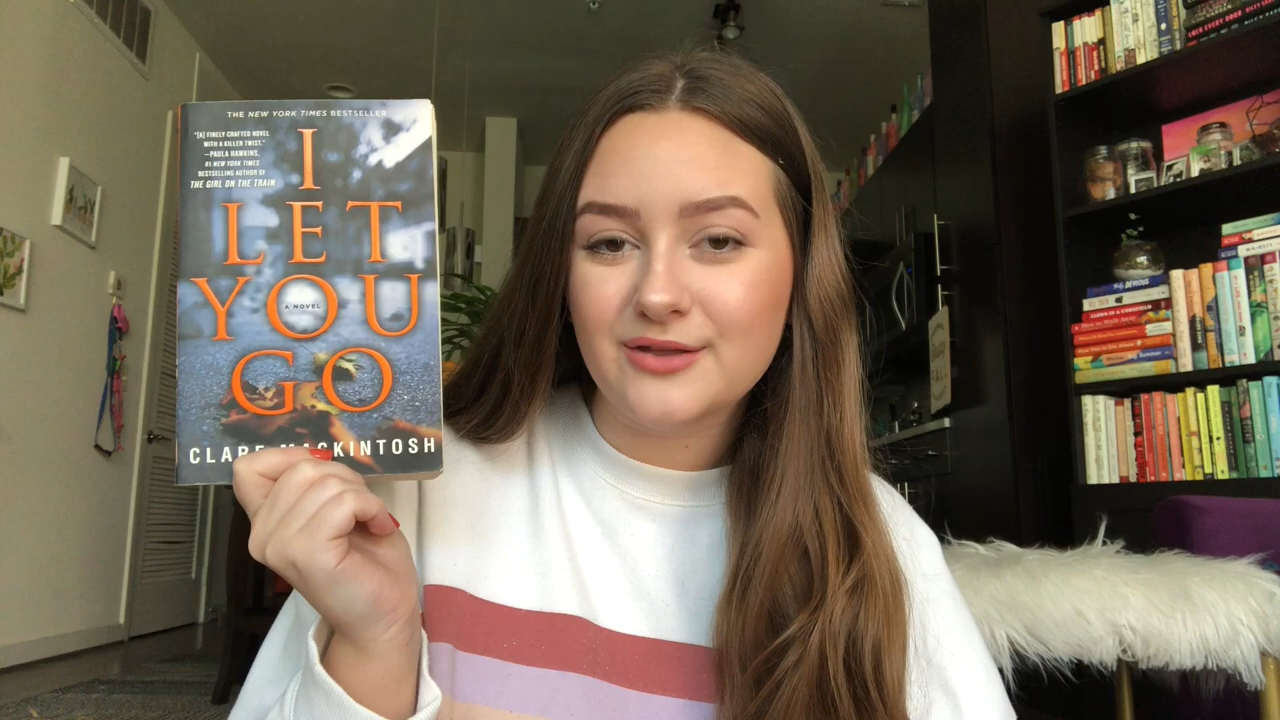 THE NEW YORK TIMES BESTSELLER
"[A] FINELY CRAFTED NOVEL
WITH A KILLER TWIST."
—PAULA HAWKINS,
#1 NEW YORK TIMES
BESTSELLING AUTHOR OF
THE GIRL ON THE TRAIN
I
LET
YOU
A NOVEL
GO
CLARE MACKINTOSH